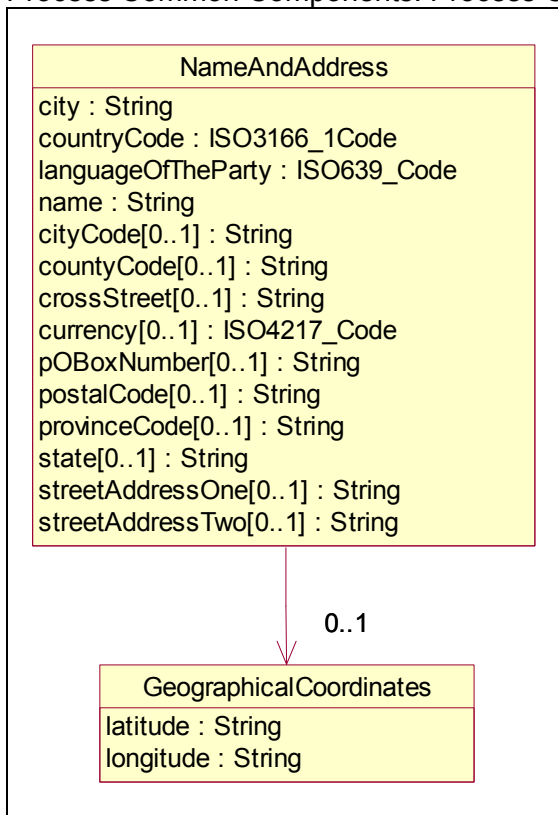 Process Common Components: Process
NameAndAddress
city : String
countryCode : ISO3166_1Code
languageOfTheParty : ISO639_Code
name : String
cityCode[0..1] : String
countyCode[0..1] : String
crossStreet[0..1] : String
currency[0..1] : ISO4217_Code
pOBoxNumber[0..1] : String
postalCode[0..1] : String
provinceCode[0..1] : String
state[0..1] : String
streetAddressOne[0..1] : String
streetAddressTwo[0..1] : String
0..1
GeographicalCoordinates
latitude : String
longitude : String